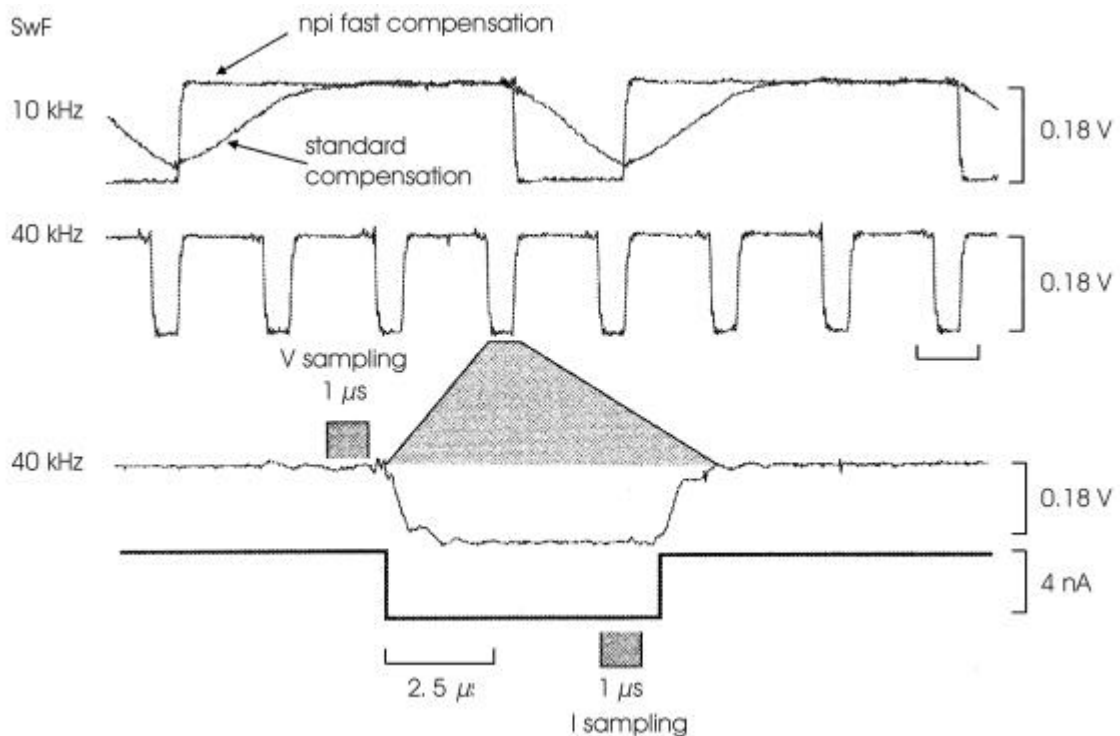 SwF
npi fast compensation
10 kHz
standard
compensation
0.18 V
40 kHz
0.18 V
V sampling
1 µs
40 kHz
0.18 V
4 nA
2. 5 µs
1 µs
I sampling